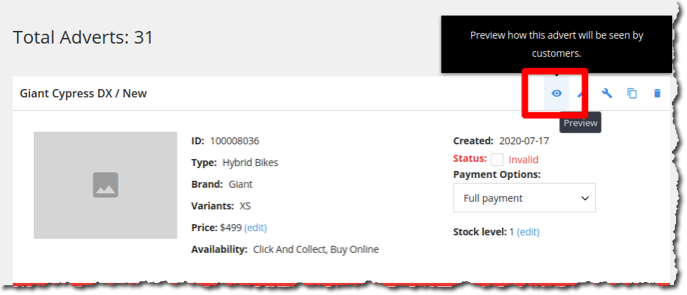 Total Adverts: 31
Preview how this advert will be seen by
customers.
Giant Cypress DX / New
Preview
ID: 100008036
Type: Hybrid Bikes
Brand: Giant
Variants: XS
Price: $499 (edit)
Availability: Click And Collect, Buy Online
Created: 2020-07-17
Status: Invalid
Payment Options:
Full payment
Stock level: 1 (edit)